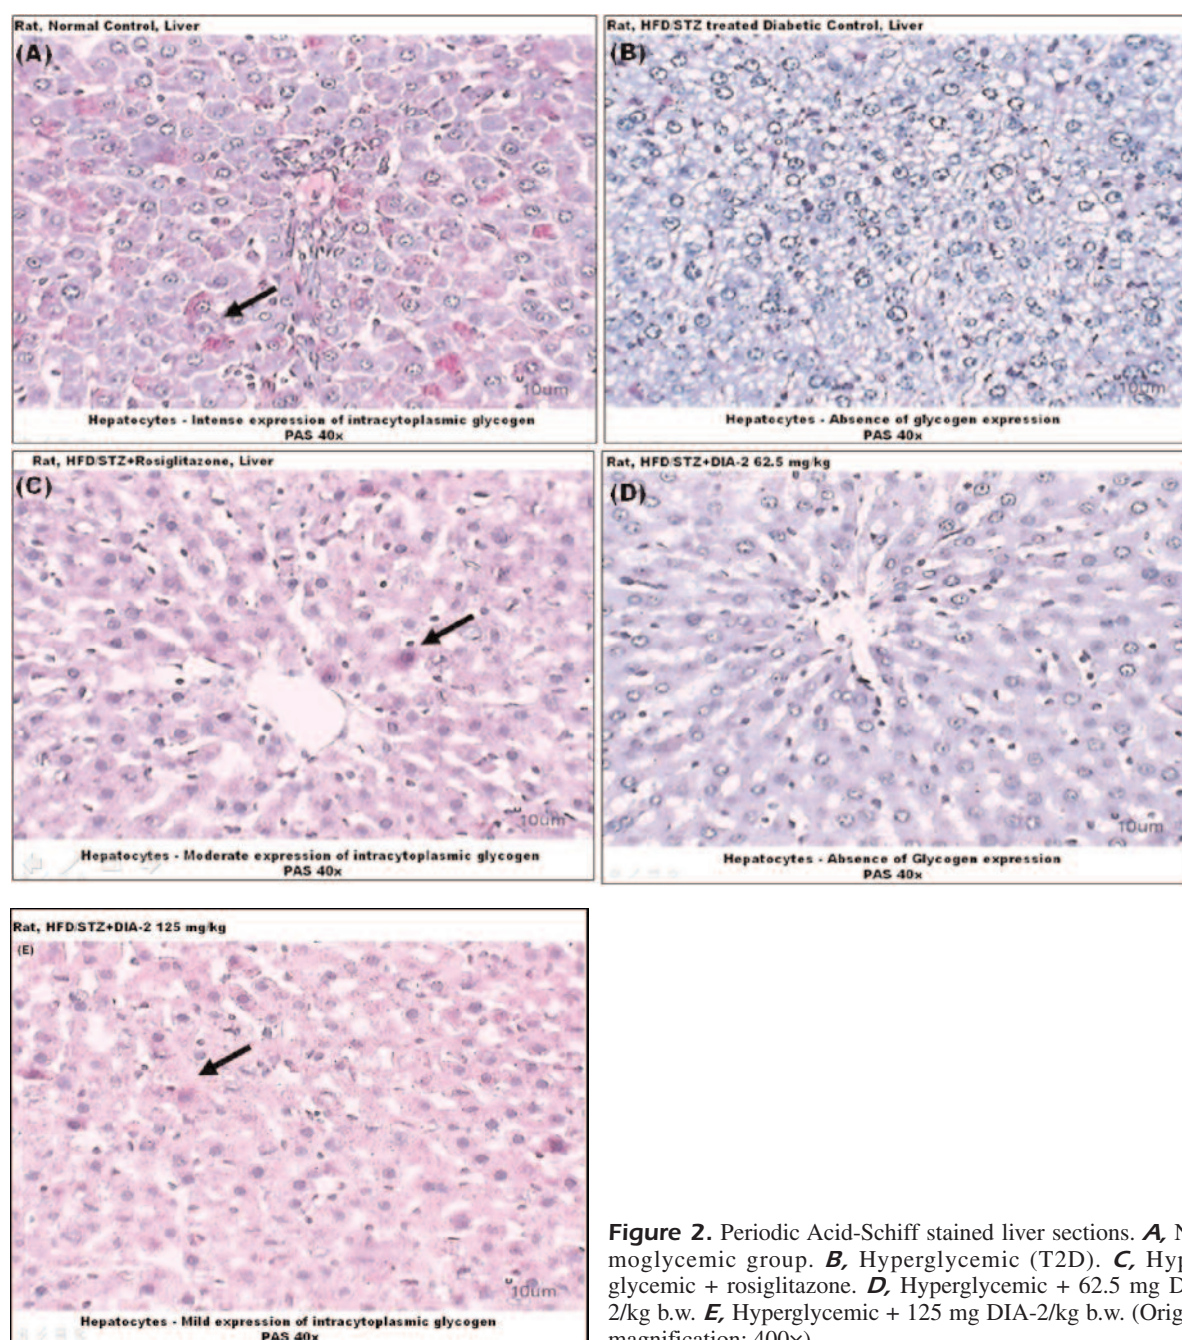 Rat, Normal Control, Liver
(A)
10um
Hepatocytes - Intense expression of intracytoplasmic glycogen
PAS 40x
Rat, HFD/STZ treated Diabetic Control, Liver
(B)
10um
Hepatocytes - Absence of glycogen expression
PAS 40x
Rat, HFD/STZ+Rosiglitazone, Liver
(C)
10um
Hepatocytes - Moderate expression of intracytoplasmic glycogen
PAS 40x
Rat, HFD/STZ+DIA-2 62.5 mg/kg
(D)
10um
Hepatocytes - Absence of Glycogen expression
PAS 40x
Rat, HFD/STZ+DIA-2 125 mg/kg
(E)
10um
Hepatocytes - Mild expression of intracytoplasmic glycogen
PAS 40x
Figure 2. Periodic Acid-Schiff stained liver sections. A, N
moglycemic group. B, Hyperglycemic (T2D). C, Hyp
glycemic + rosiglitazone. D, Hyperglycemic + 62.5 mg D
2/kg b.w. E, Hyperglycemic + 125 mg DIA-2/kg b.w. (Orig
magnification: 400×)